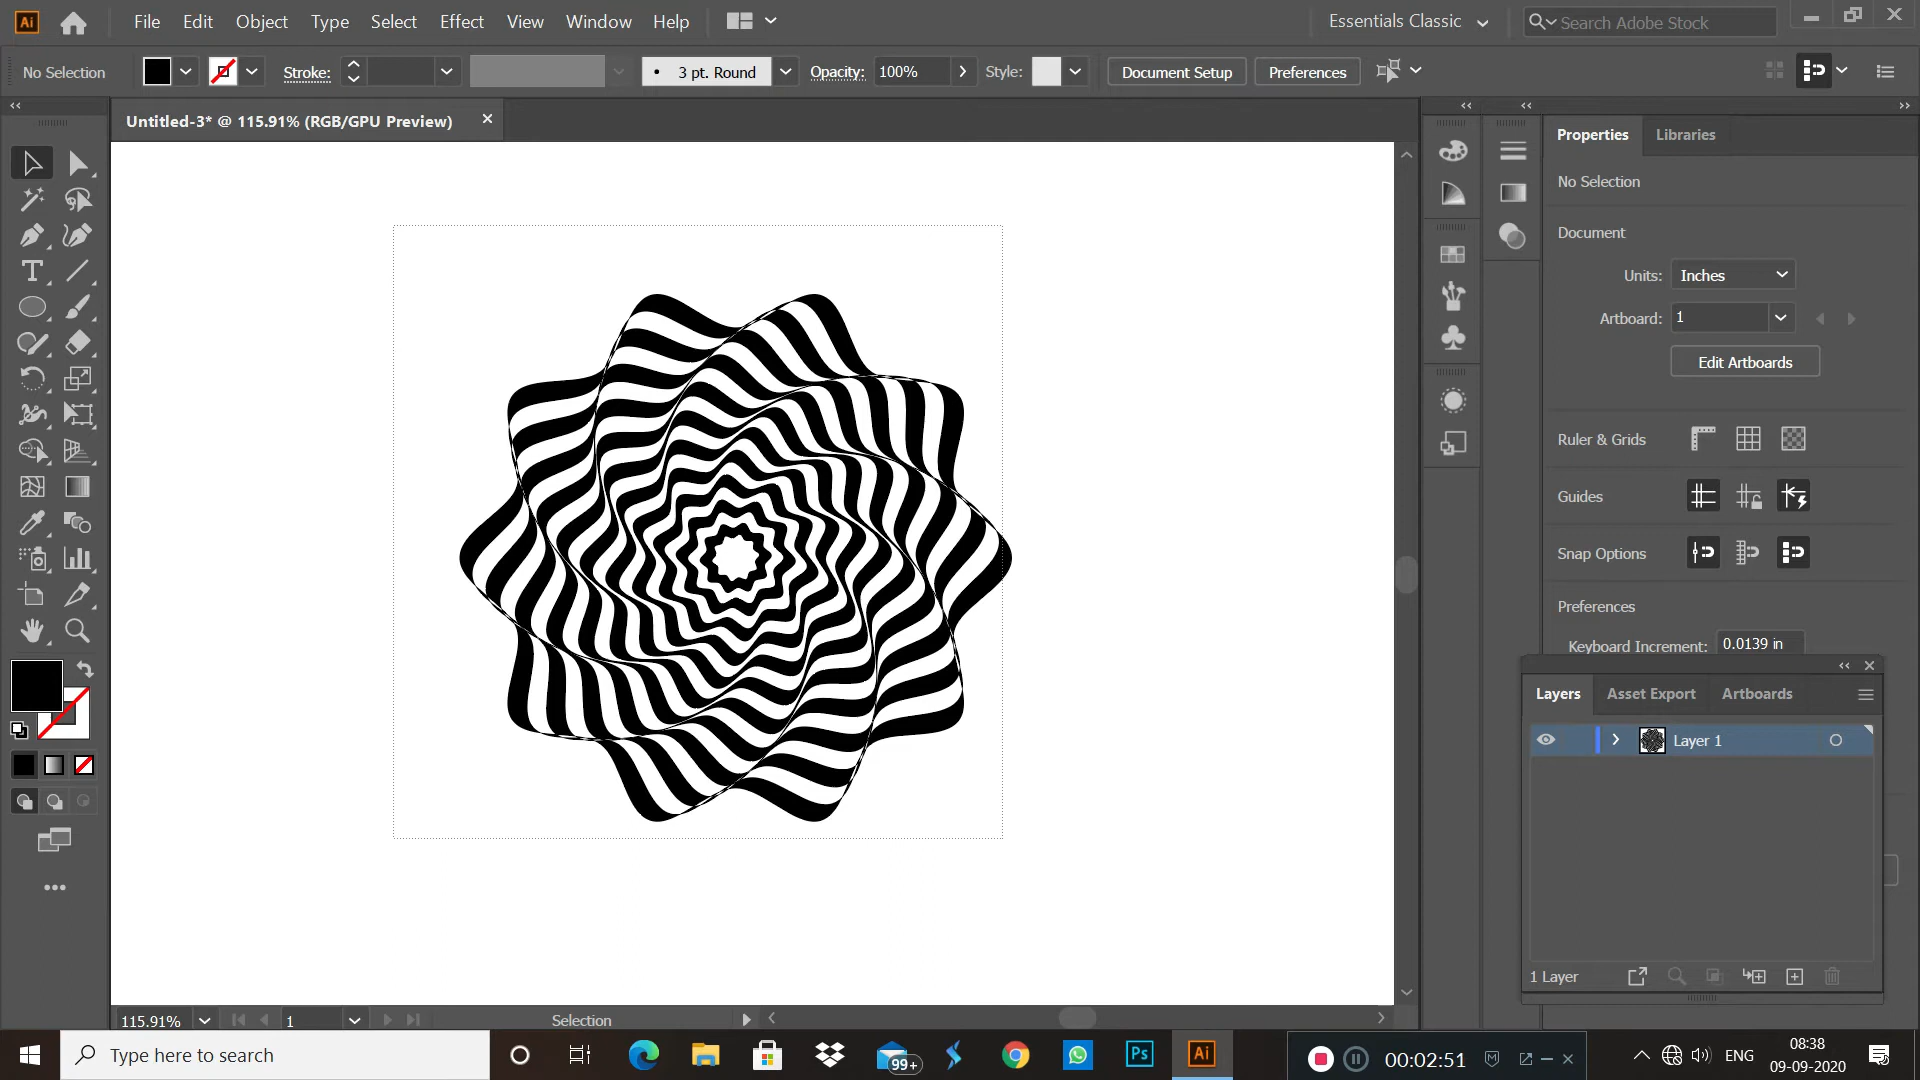 Ai File Edit Object Type Select Effect View Window Help Essentials Classic Search Adobe Stock
No Selection Stroke: 3 pt. Round Opacity: 100% Style: Document Setup Preferences
Untitled-3* @ 115.91% (RGB/GPU Preview)
Properties Libraries
No Selection
Document
Units: Inches
Artboard: 1
Edit Artboards
Ruler & Grids
Guides
Snap Options
Preferences
Keyboard Increment: 0.0139 in
Layers Asset Export Artboards
Layer 1
1 Layer
115.91% 1 Selection
Type here to search 99+ Ps Ai 00:02:51 ENG 08:38
09-09-2020